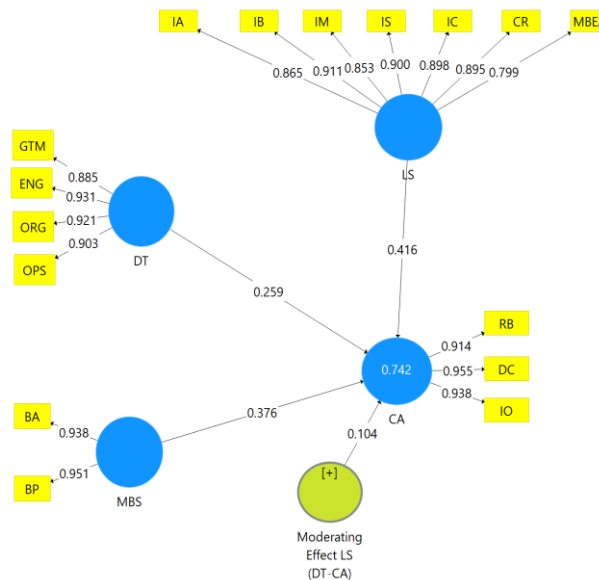 IA
IB
IM
IS
IC
CR
MBEA
0.865
0.911
0.853
0.900
0.898
0.895
0.799
LS
GTM
ENG
ORG
OPS
0.885
0.931
0.921
0.903
DT
0.416
0.259
0.742
CA
0.914
0.955
0.938
RB
DC
IO
BA
BP
0.938
0.951
MBS
0.376
0.104
[+]
Moderating
Effect LS
(DT-CA)